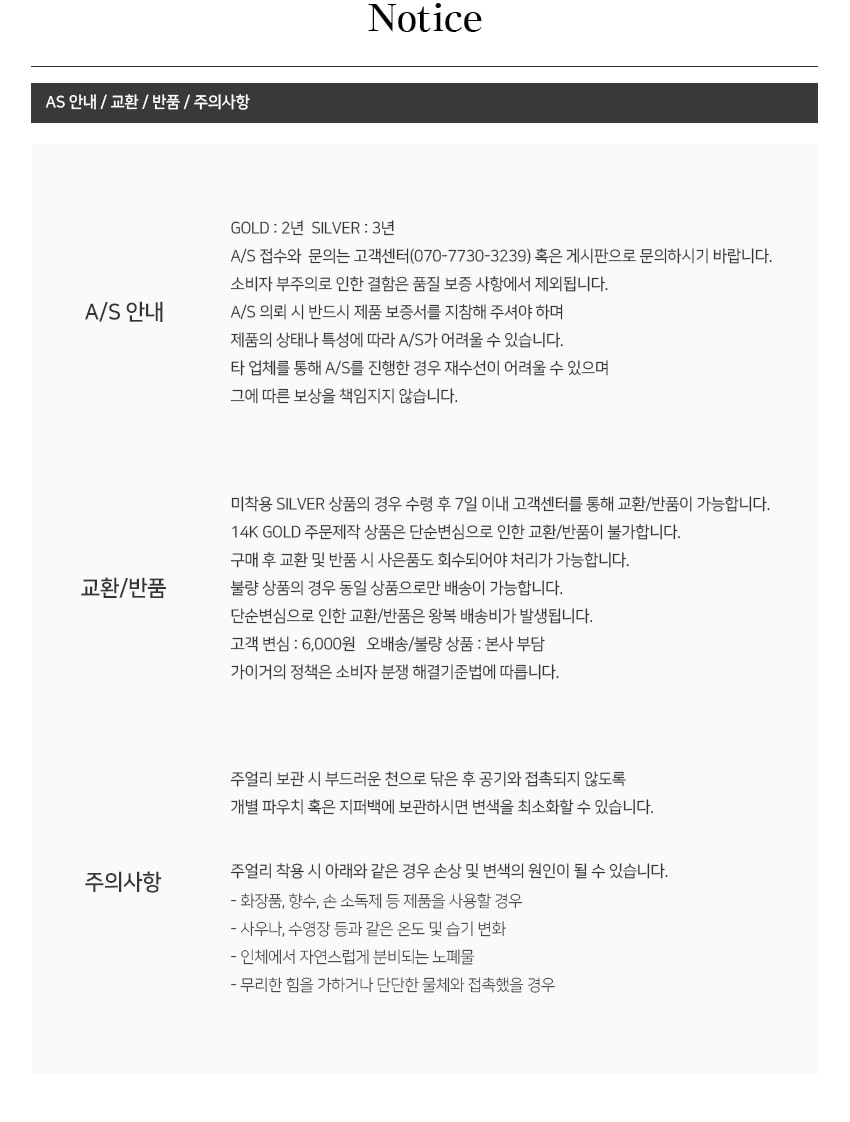 Notice
AS 안내 / 교환 / 반품 / 주의사항
A/S 안내
GOLD : 2년  SILVER : 3년
A/S 접수와  문의는 고객센터(070-7730-3239) 혹은 게시판으로 문의하시기 바랍니다.
소비자 부주의로 인한 결함은 품질 보증 사항에서 제외됩니다.
A/S 의뢰 시 반드시 제품 보증서를 지참해 주셔야 하며
제품의 상태나 특성에 따라 A/S가 어려울 수 있습니다.
타 업체를 통해 A/S를 진행한 경우 재수선이 어려울 수 있으며
그에 따른 보상을 책임지지 않습니다.
교환/반품
미착용 SILVER 상품의 경우 수령 후 7일 이내 고객센터를 통해 교환/반품이 가능합니다.
14K GOLD 주문제작 상품은 단순변심으로 인한 교환/반품이 불가합니다.
구매 후 교환 및 반품 시 사은품도 회수되어야 처리가 가능합니다.
불량 상품의 경우 동일 상품으로만 배송이 가능합니다.
단순변심으로 인한 교환/반품은 왕복 배송비가 발생됩니다.
고객 변심 : 6,000원   오배송/불량 상품 : 본사 부담
가이거의 정책은 소비자 분쟁 해결기준법에 따릅니다.
주의사항
주얼리 보관 시 부드러운 천으로 닦은 후 공기와 접촉되지 않도록
개별 파우치 혹은 지퍼백에 보관하시면 변색을 최소화할 수 있습니다.
주얼리 착용 시 아래와 같은 경우 손상 및 변색의 원인이 될 수 있습니다.
- 화장품, 향수, 손 소독제 등 제품을 사용할 경우
- 사우나, 수영장 등과 같은 온도 및 습기 변화
- 인체에서 자연스럽게 분비되는 노폐물
- 무리한 힘을 가하거나 단단한 물체와 접촉했을 경우